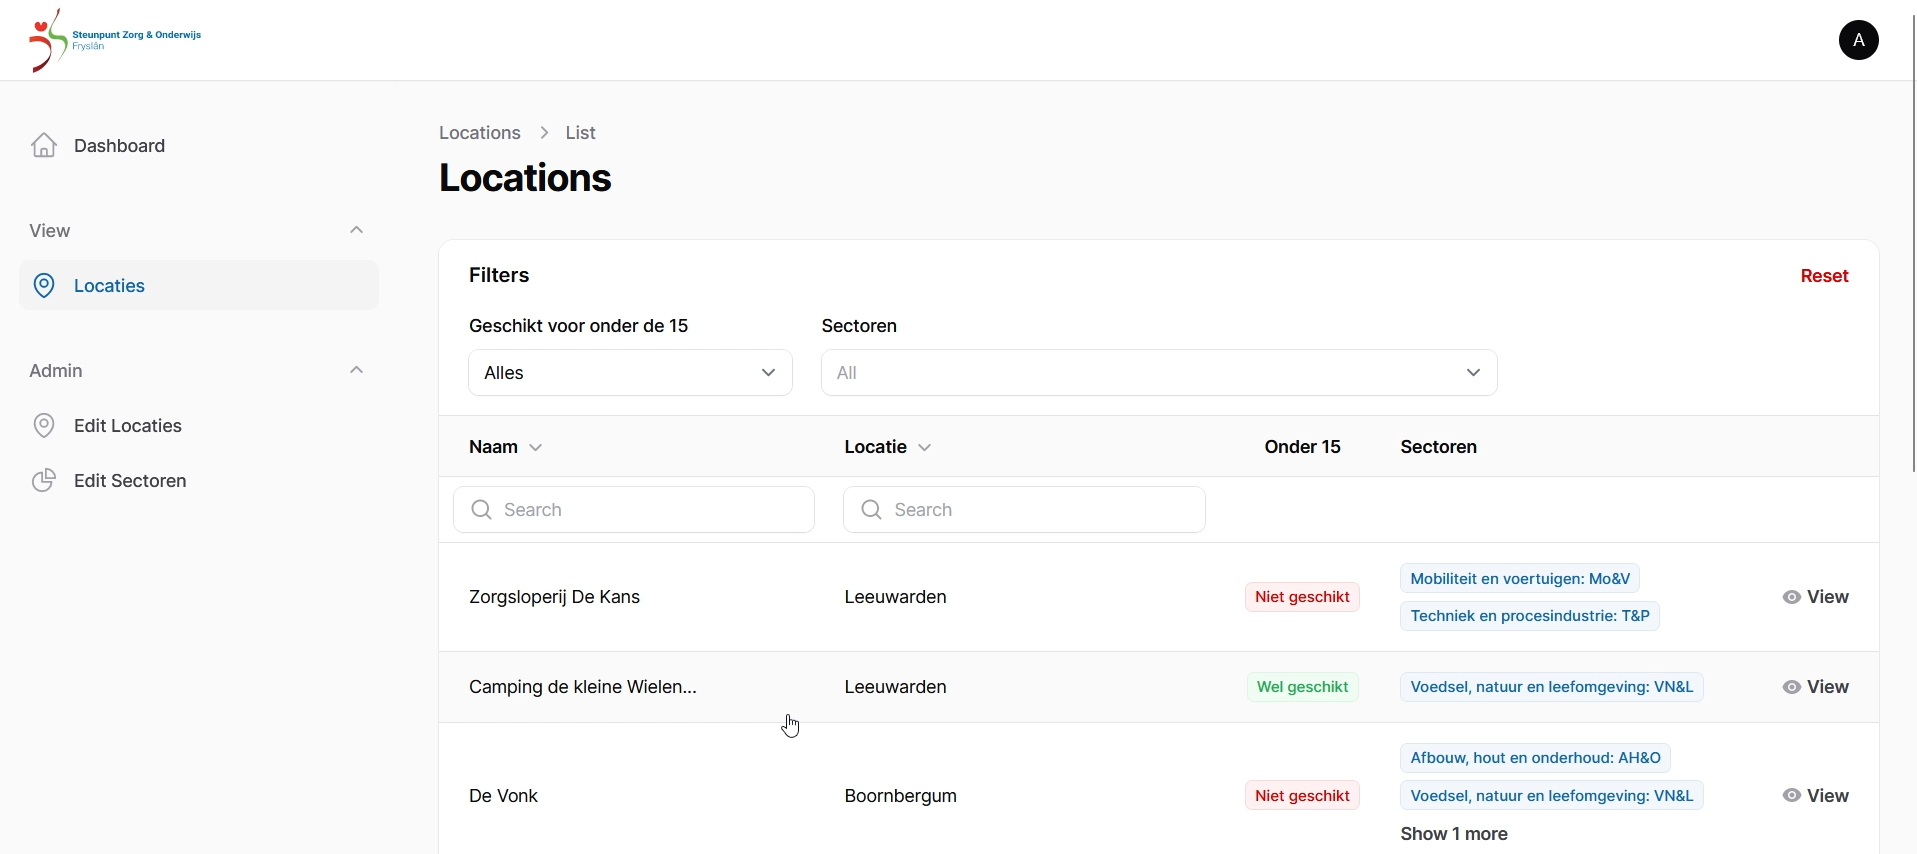 Steunpunt Zorg & Onderwijs
Fryslân
A
Dashboard
View
Locaties
Admin
Edit Locaties
Edit Sectoren
Locations > List
Locations
Filters
Reset
Geschikt voor onder de 15
Sectoren
Alles
All
Naam
Locatie
Onder 15
Sectoren
Search
Search
Zorgsloperij De Kans
Leeuwarden
Niet geschikt
Mobiliteit en voertuigen: Mo&V
Techniek en procesindustrie: T&P
View
Camping de kleine Wielen...
Leeuwarden
Wel geschikt
Voedsel, natuur en leefomgeving: VN&L
View
De Vonk
Boornbergum
Niet geschikt
Afbouw, hout en onderhoud: AH&O
Voedsel, natuur en leefomgeving: VN&L
Show 1 more
View